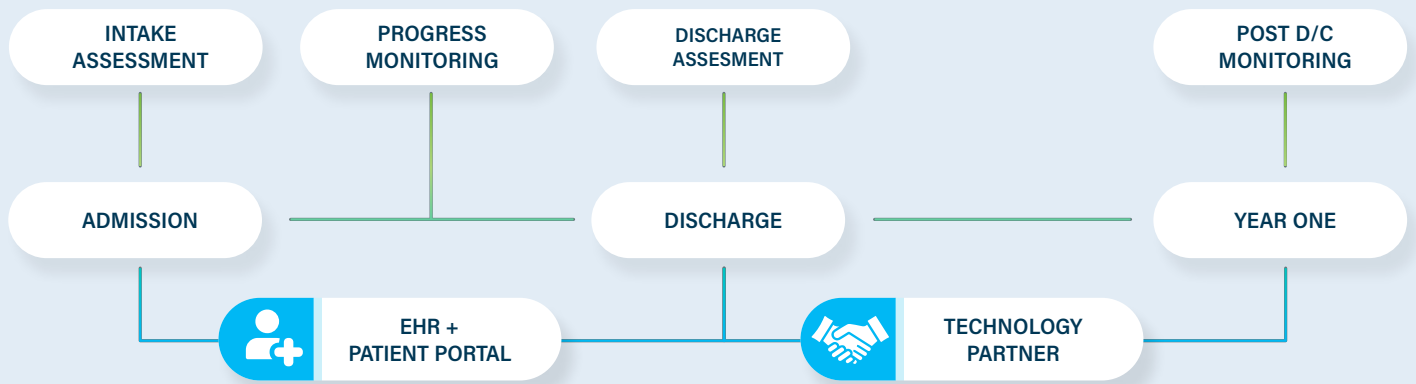 INTAKE
ASSESSMENT
PROGRESS
MONITORING
DISCHARGE
ASSESMENT
POST D/C
MONITORING
ADMISSION
DISCHARGE
YEAR ONE
EHR +
PATIENT PORTAL
TECHNOLOGY
PARTNER